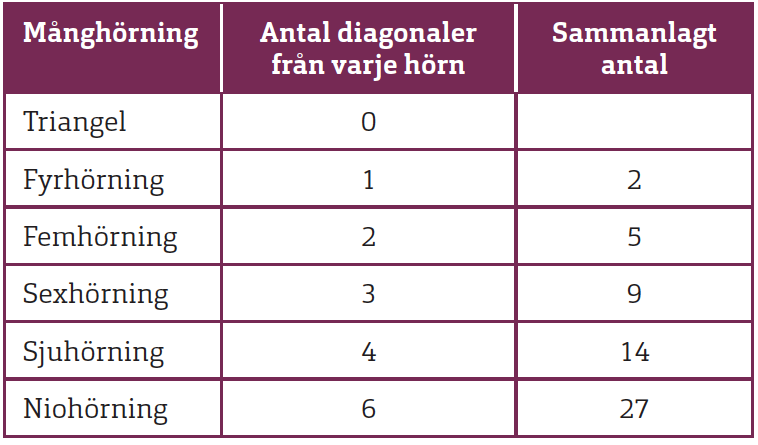 Månghörning Antal diagonaler från varje hörn Sammanlagt antal
Triangel 0
Fyrhörning 1 2
Femhörning 2 5
Sexhörning 3 9
Sjuhörning 4 14
Niohörning 6 27